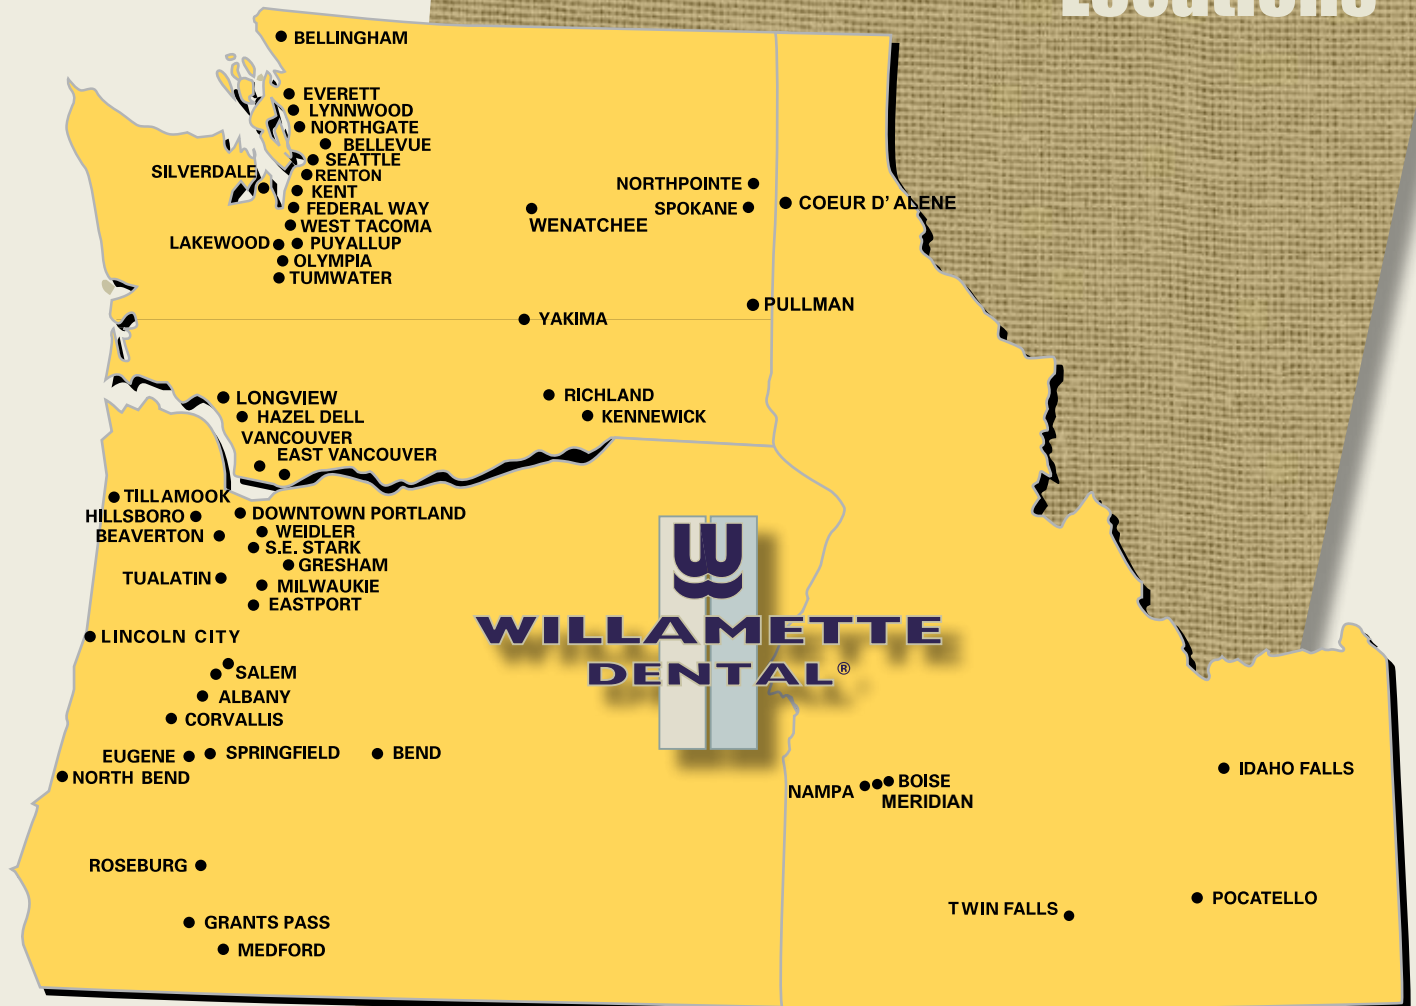 Locations
BELLINGHAM
EVERETT
LYNNWOOD
NORTHGATE
BELLEVUE
SEATTLE
SILVERDALE
RENTON
KENT
FEDERAL WAY
WEST TACOMA
LAKEWOOD
PUYALLUP
OLYMPIA
TUMWATER
WENATCHEE
NORTHPOINTE
SPOKANE
COEUR D' ALENE
PULLMAN
YAKIMA
RICHLAND
KENNEWICK
LONGVIEW
HAZEL DELL
VANCOUVER
EAST VANCOUVER
TILLAMOOK
HILLSBORO
BEAVERTON
DOWNTOWN PORTLAND
WEIDLER
S.E. STARK
GRESHAM
TUALATIN
MILWAUKIE
EASTPORT
LINCOLN CITY
SALEM
ALBANY
CORVALLIS
EUGENE
SPRINGFIELD
BEND
NORTH BEND
ROSEBURG
GRANTS PASS
MEDFORD
WILLAMETTE
DENTAL®
NAMPA
BOISE
MERIDIAN
IDAHO FALLS
TWIN FALLS
POCATELLO